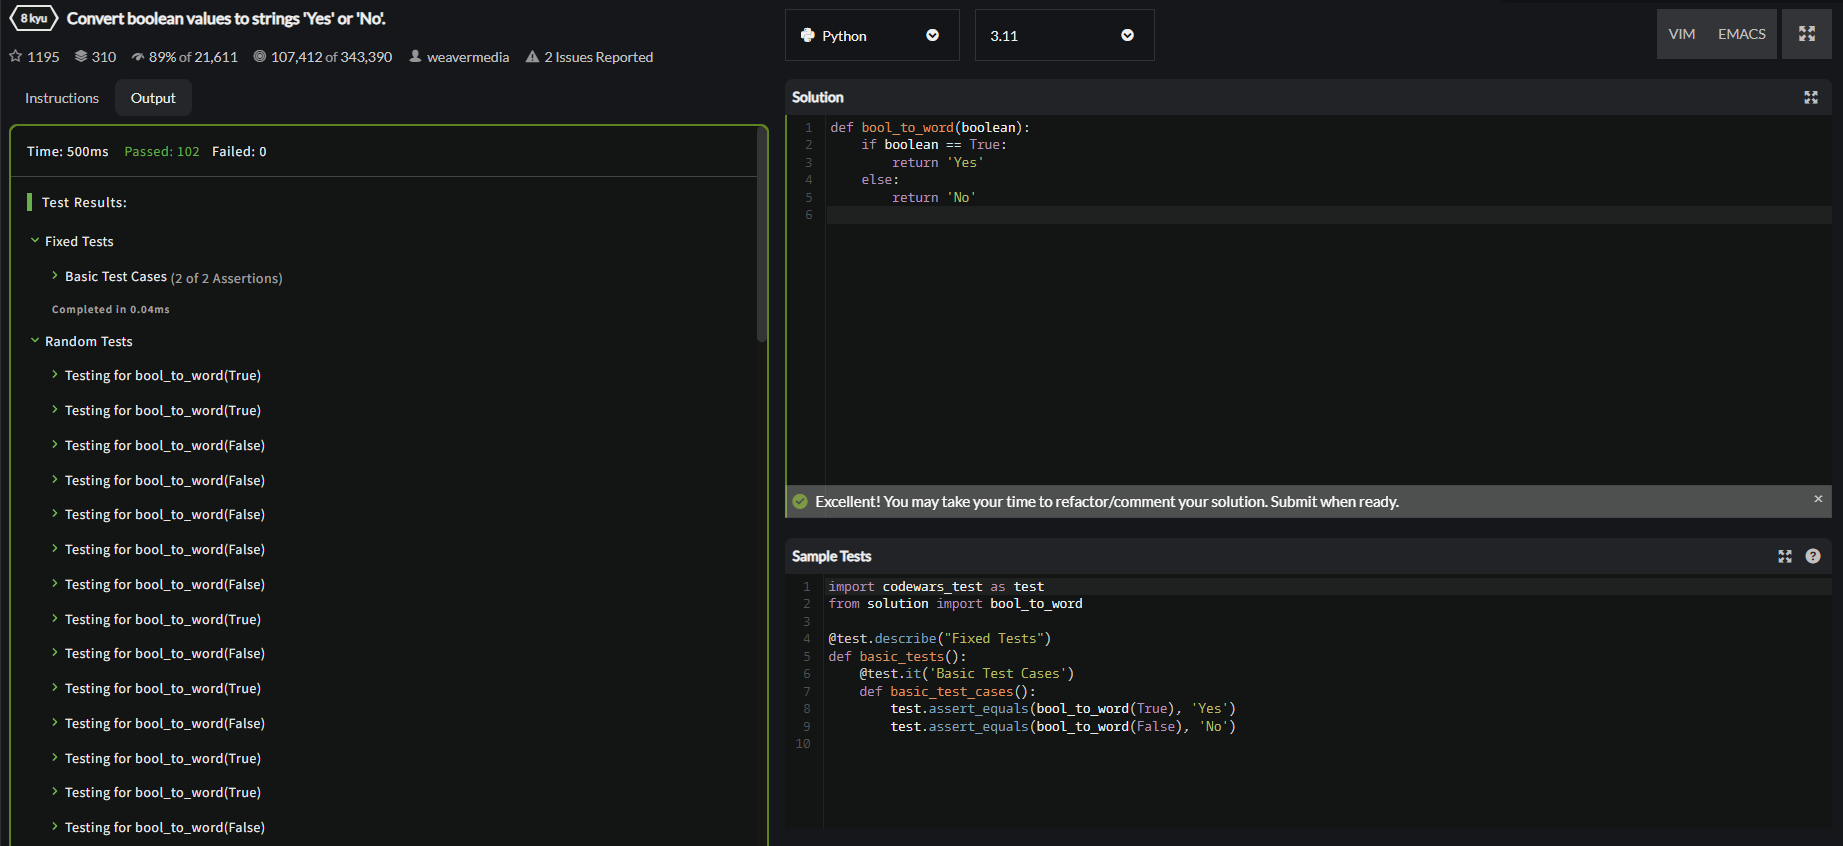 8 kyu Convert boolean values to strings 'Yes' or 'No'.
1195 310 89% of 21,611 107,412 of 343,390 weavermedia 2 Issues Reported
Instructions Output
Time: 500ms Passed: 102 Failed: 0
Test Results:
Fixed Tests
Basic Test Cases (2 of 2 Assertions)
Completed in 0.04ms
Random Tests
Testing for bool_to_word(True)
Testing for bool_to_word(True)
Testing for bool_to_word(False)
Testing for bool_to_word(False)
Testing for bool_to_word(False)
Testing for bool_to_word(False)
Testing for bool_to_word(False)
Testing for bool_to_word(True)
Testing for bool_to_word(False)
Testing for bool_to_word(True)
Testing for bool_to_word(False)
Testing for bool_to_word(True)
Testing for bool_to_word(True)
Testing for bool_to_word(False)
Python 3.11 VIM EMACS
Solution
1 def bool_to_word(boolean):
2     if boolean == True:
3         return 'Yes'
4     else:
5         return 'No'
6
Excellent! You may take your time to refactor/comment your solution. Submit when ready. ×
Sample Tests ?
1 import codewars_test as test
2 from solution import bool_to_word
3
4 @test.describe("Fixed Tests")
5 def basic_tests():
6     @test.it('Basic Test Cases')
7     def basic_test_cases():
8         test.assert_equals(bool_to_word(True), 'Yes')
9         test.assert_equals(bool_to_word(False), 'No')
10